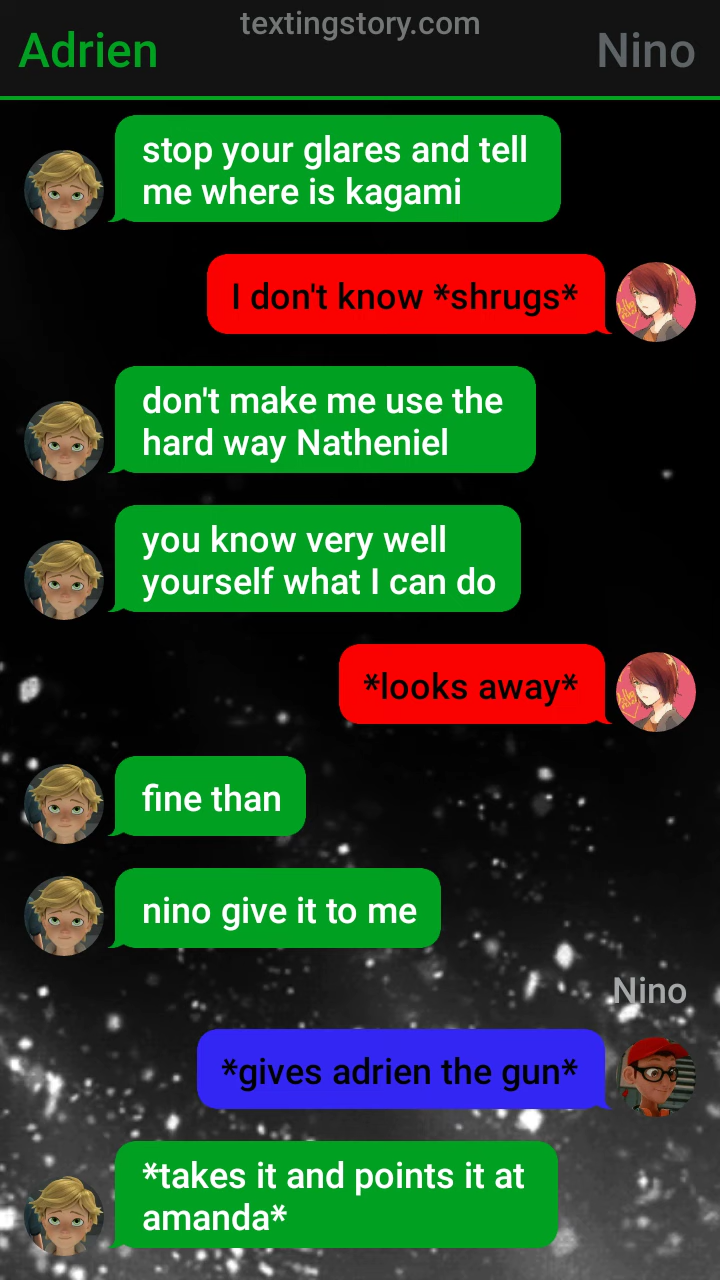 textingstory.com
Adrien
Nino
stop your glares and tell
me where is kagami
I don't know *shrugs*
don't make me use the
hard way Natheniel
you know very well
yourself what I can do
*looks away*
fine than
nino give it to me
Nino
*gives adrien the gun*
*takes it and points it at
amanda*